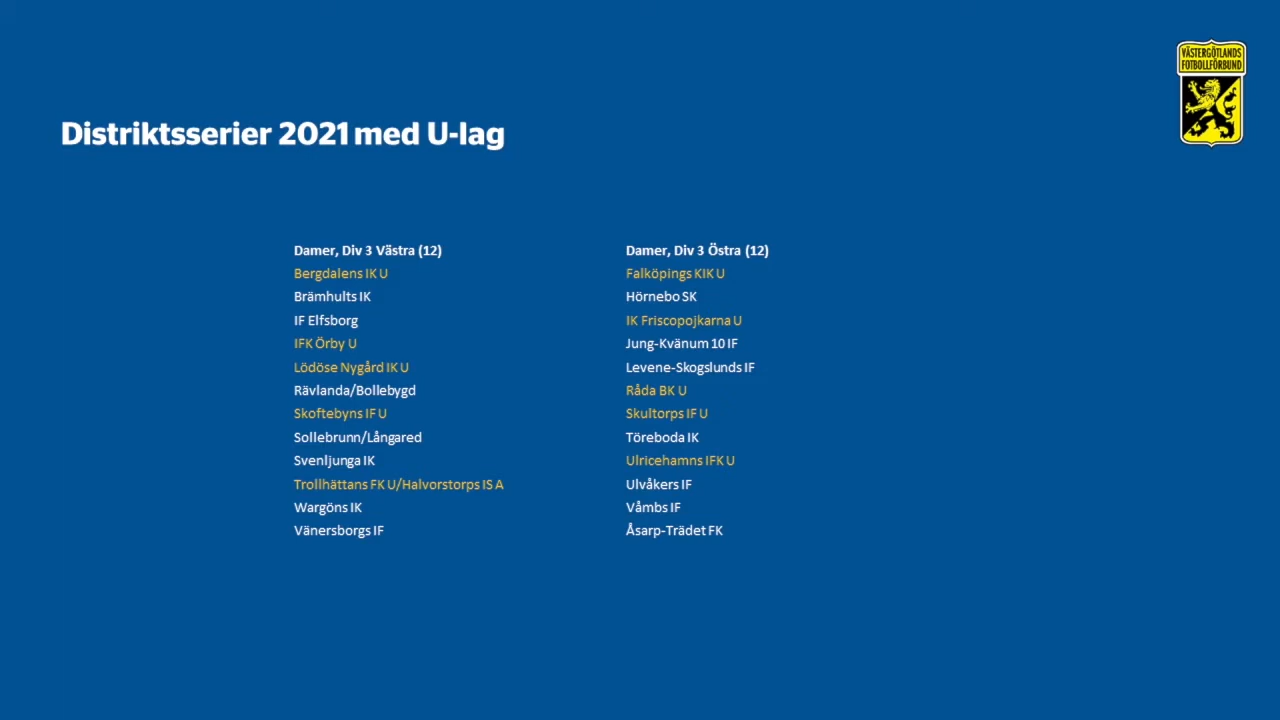 VÄSTERGÖTLANDS
FOTBOLLFÖRBUND
Distriktsserier 2021 med U-lag
Damer, Div 3 Västra (12)
Bergdalens IK U
Brämhults IK
IF Elfsborg
IFK Örby U
Lödöse Nygård IK U
Rävlanda/Bollebygd
Skoftebyns IF U
Sollebrunn/Långared
Svenljunga IK
Trollhättans FK U/Halvorstorps IS A
Wargöns IK
Vänersborgs IF
Damer, Div 3 Östra (12)
Falköpings KIK U
Hörnebo SK
IK Friscopojkarna U
Jung-Kvänum 10 IF
Levene-Skogslunds IF
Råda BK U
Skultorps IF U
Töreboda IK
Ulricehamns IFK U
Ulvåkers IF
Våmbs IF
Åsarp-Trädet FK